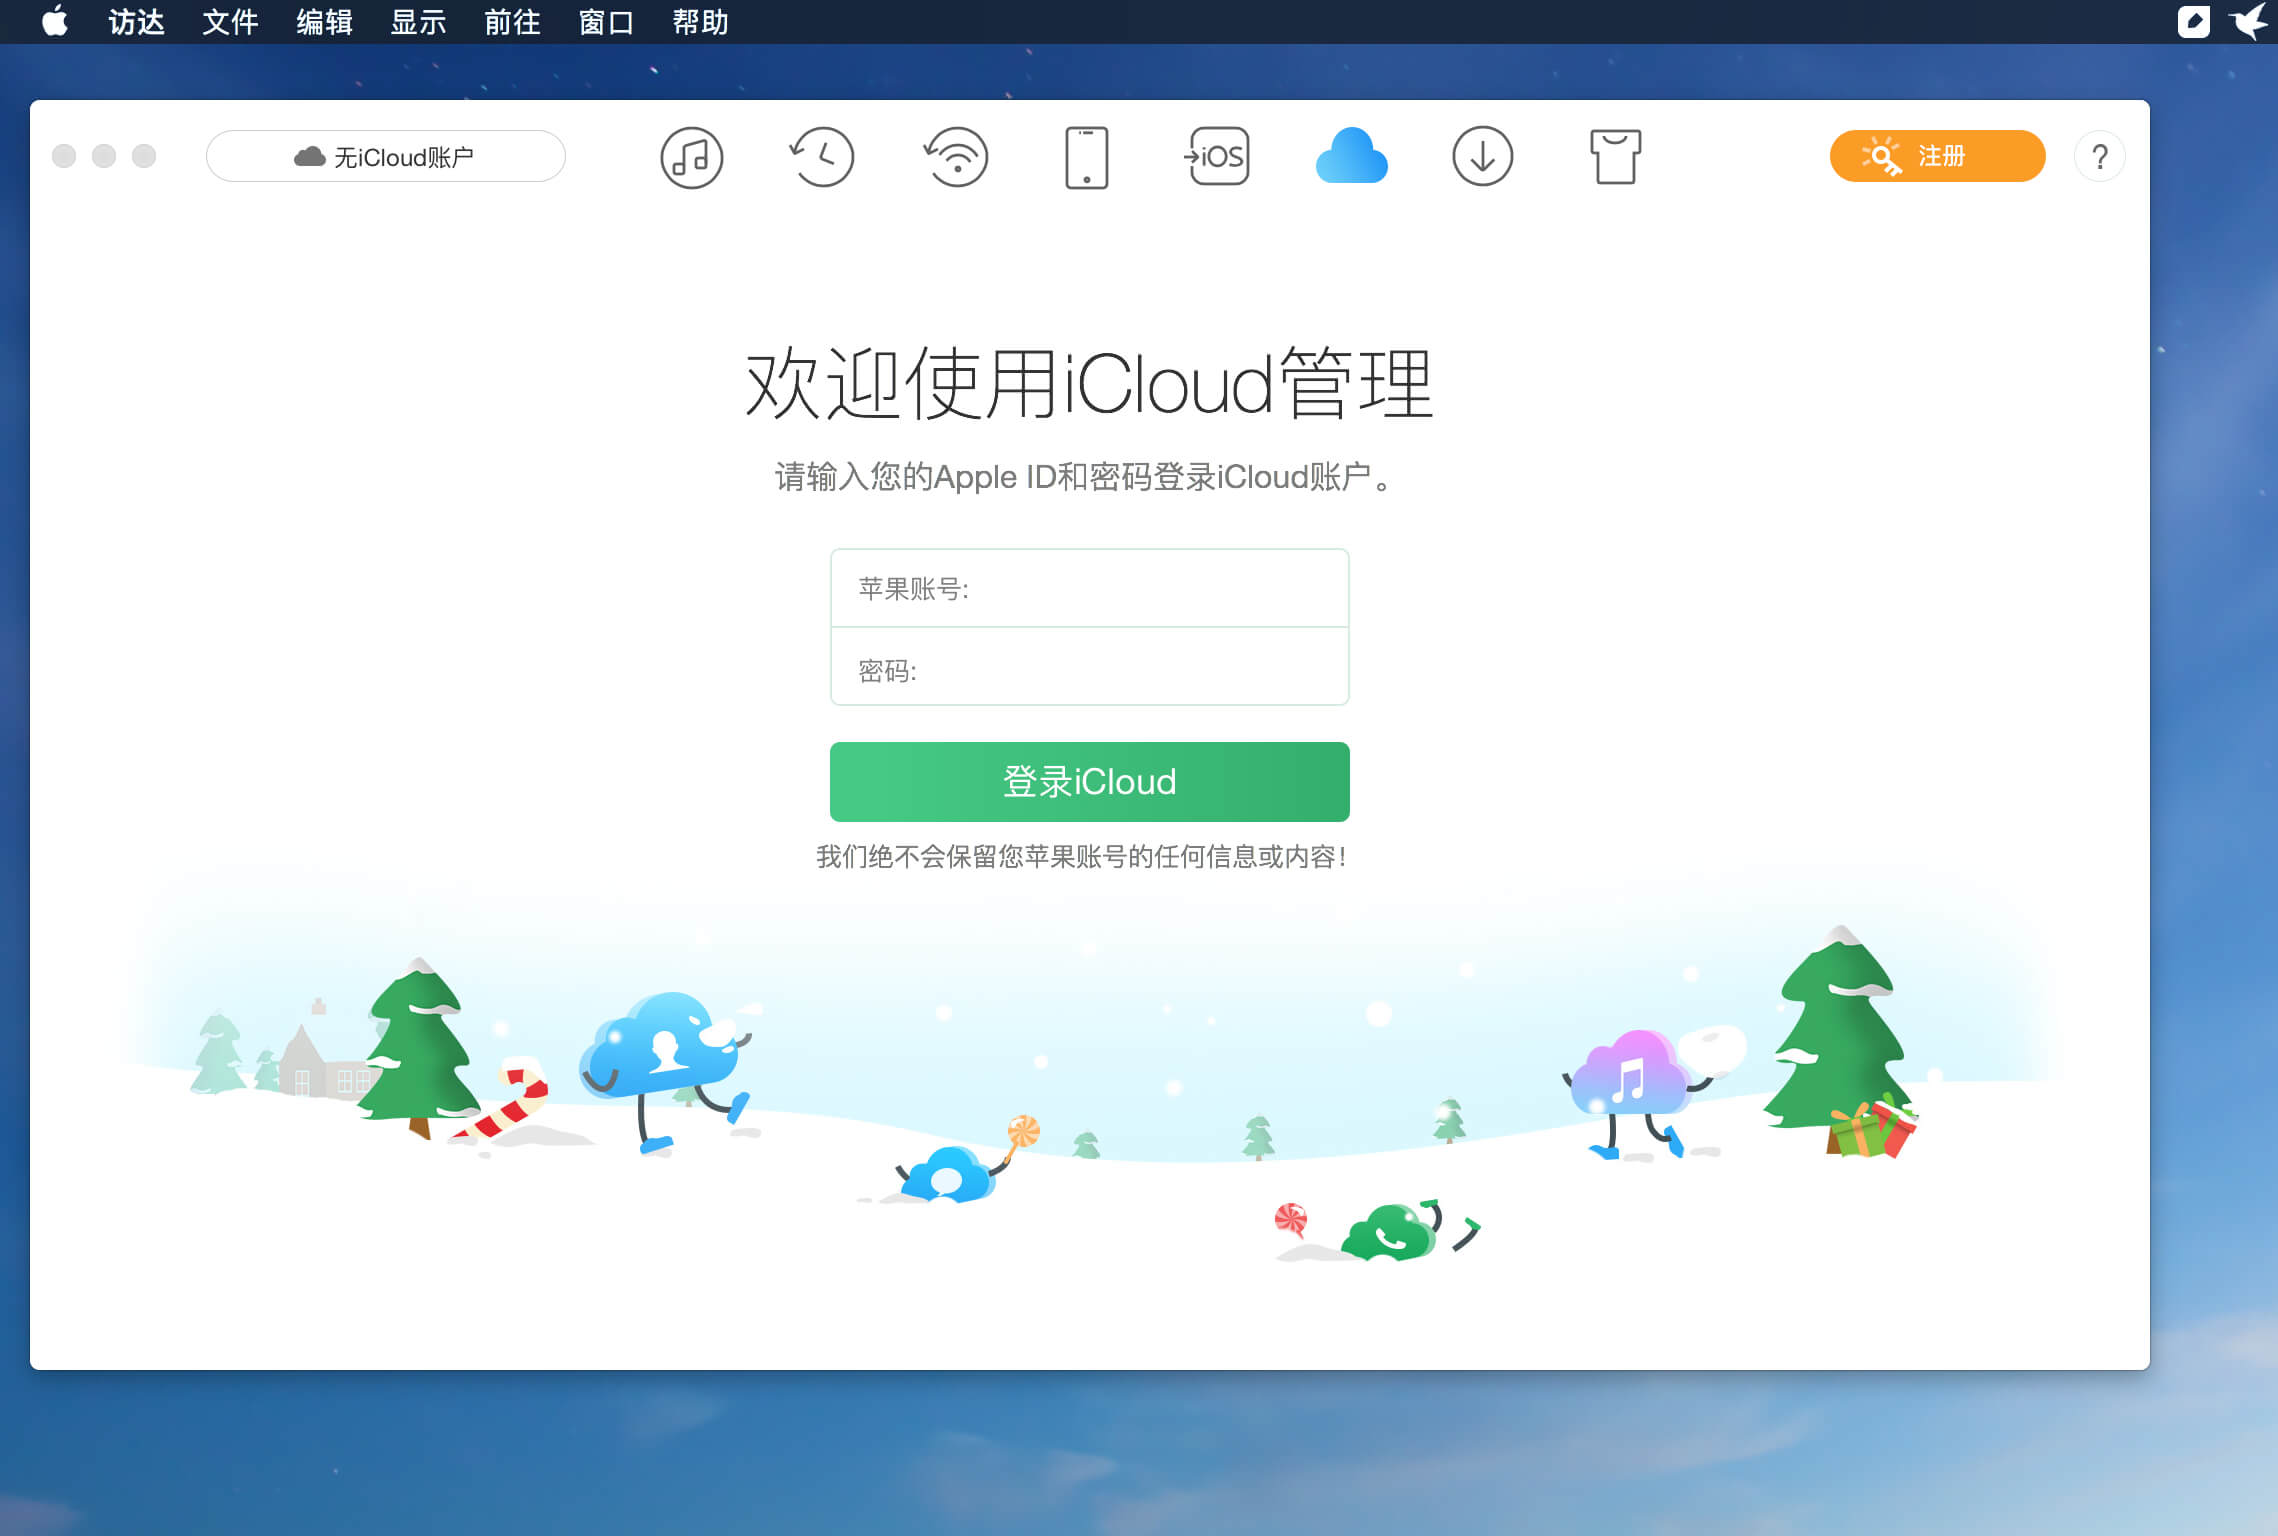 访达 文件 编辑 显示 前往 窗口 帮助
无iCloud账户
iOS
注册
?
欢迎使用iCloud管理
请输入您的Apple ID和密码登录iCloud账户。
苹果账号:
密码:
登录iCloud
我们绝不会保留您苹果账号的任何信息或内容!